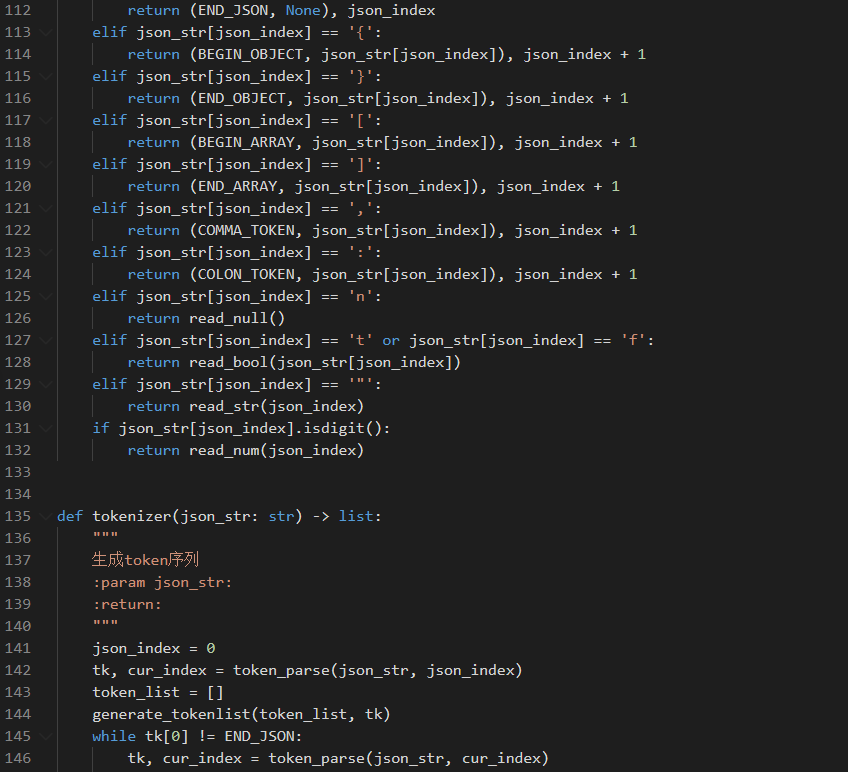 112 return (END_JSON, None), json_index
113 elif json_str[json_index] == '{':
114 return (BEGIN_OBJECT, json_str[json_index]), json_index + 1
115 elif json_str[json_index] == '}':
116 return (END_OBJECT, json_str[json_index]), json_index + 1
117 elif json_str[json_index] == '[':
118 return (BEGIN_ARRAY, json_str[json_index]), json_index + 1
119 elif json_str[json_index] == ']':
120 return (END_ARRAY, json_str[json_index]), json_index + 1
121 elif json_str[json_index] == ',':
122 return (COMMA_TOKEN, json_str[json_index]), json_index + 1
123 elif json_str[json_index] == ':':
124 return (COLON_TOKEN, json_str[json_index]), json_index + 1
125 elif json_str[json_index] == 'n':
126 return read_null()
127 elif json_str[json_index] == 't' or json_str[json_index] == 'f':
128 return read_bool(json_str[json_index])
129 elif json_str[json_index] == '"':
130 return read_str(json_index)
131 if json_str[json_index].isdigit():
132 return read_num(json_index)
133
134
135 def tokenizer(json_str: str) -> list:
136 """
137 生成token序列
138 :param json_str:
139 :return:
140 """
141 json_index = 0
142 tk, cur_index = token_parse(json_str, json_index)
143 token_list = []
144 generate_tokenlist(token_list, tk)
145 while tk[0] != END_JSON:
146 tk, cur_index = token_parse(json_str, cur_index)